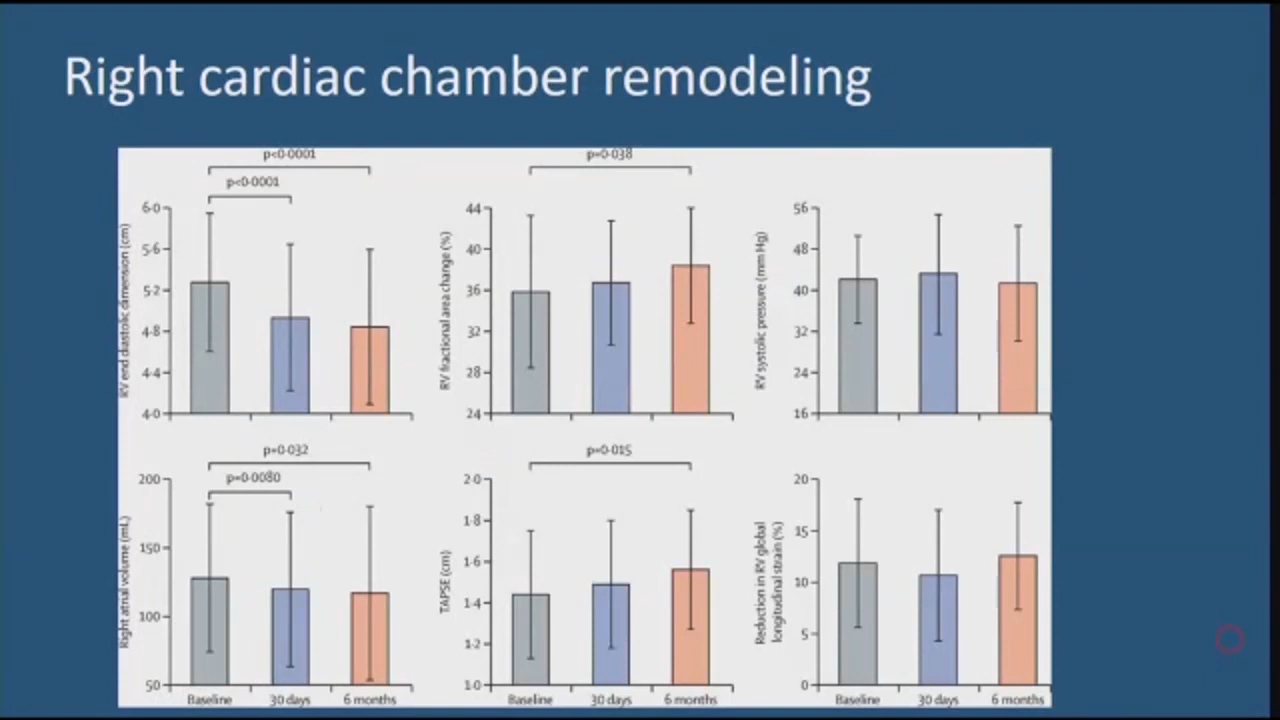 Right cardiac chamber remodeling
p<0·0001
p<0·0001
RV end diastolic dimension (cm)
6·0
5·6
5·2
4·8
4·4
4·0
p=0·038
RV fractional area change (%)
44
40
36
32
28
24
RV systolic pressure (mm Hg)
56
48
40
32
24
16
p=0·032
p=0·0080
Right atrial volume (mL)
200
150
100
50
Baseline
30 days
6 months
p=0·015
TAPSE (cm)
2·0
1·8
1·6
1·4
1·2
1·0
Baseline
30 days
6 months
Reduction in RV global
longitudinal strain (%)
20
15
10
5
0
Baseline
30 days
6 months